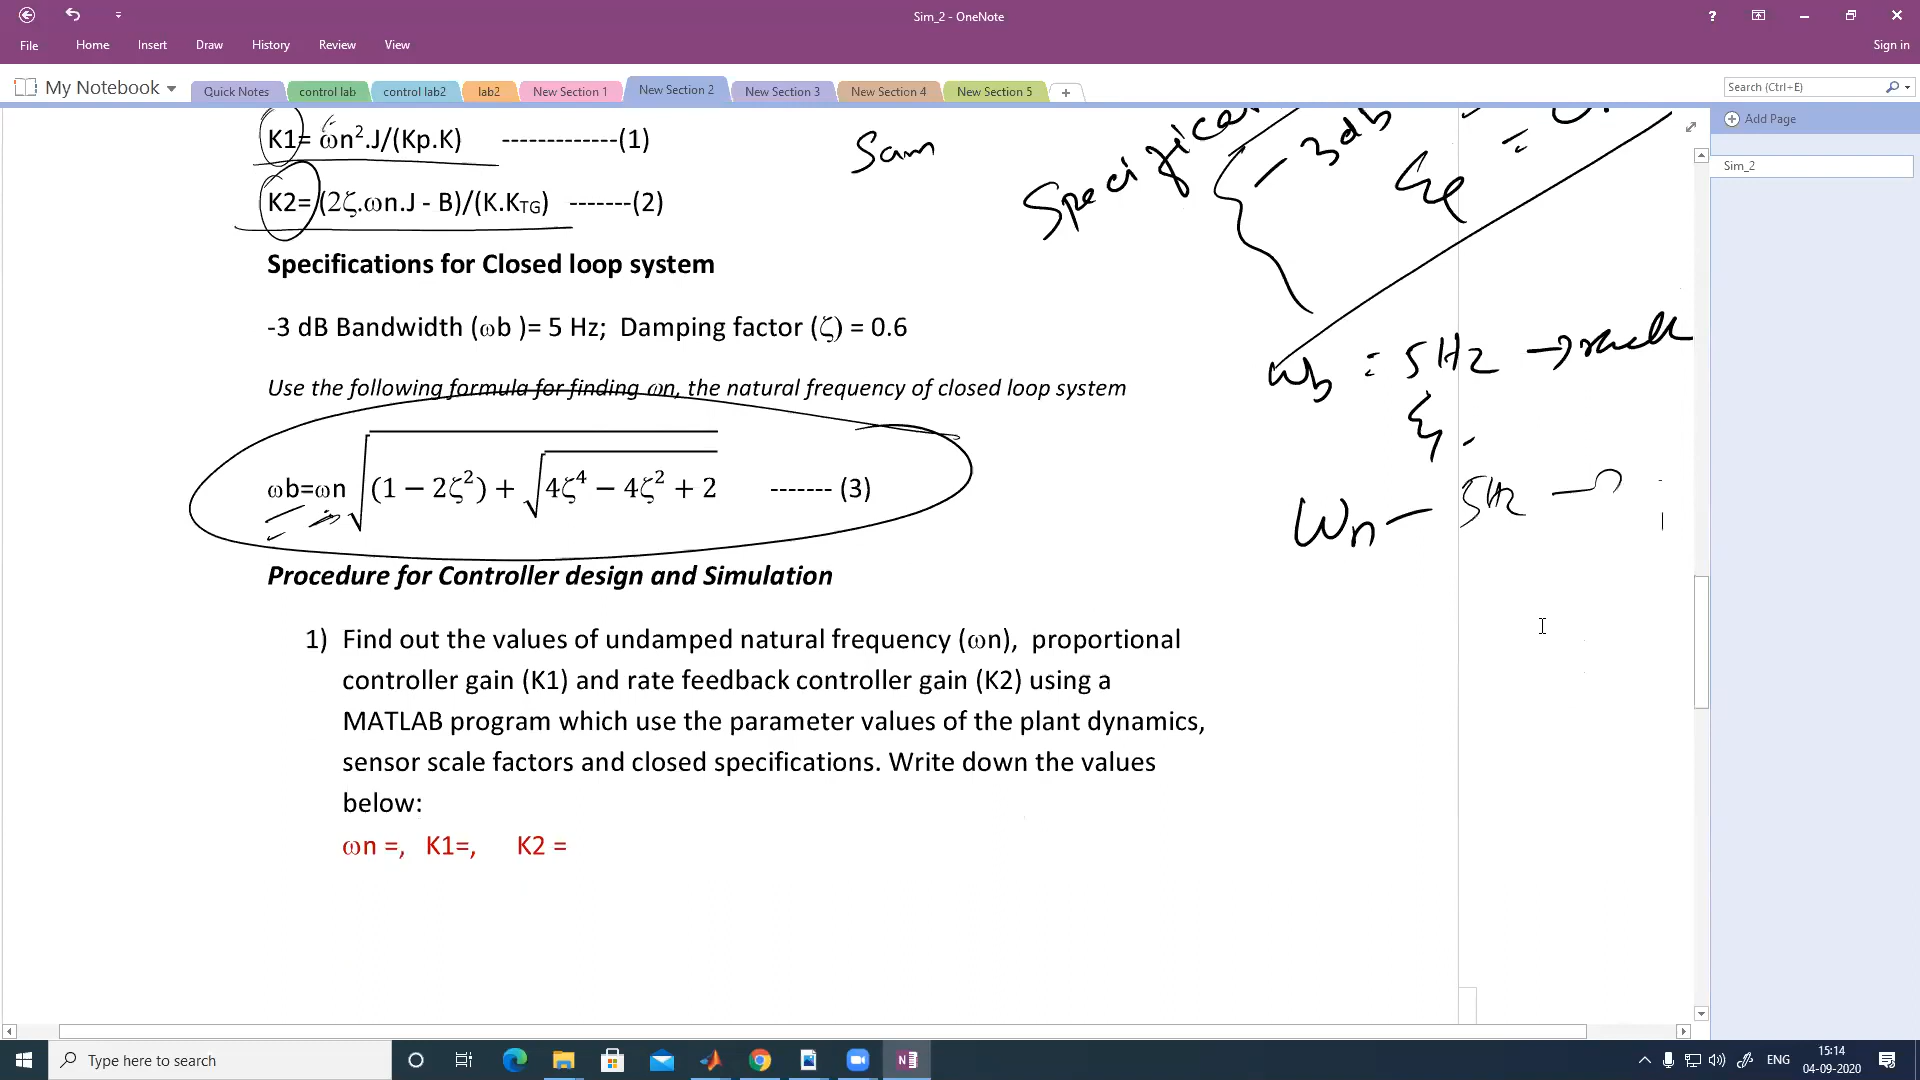 Sim_2 - OneNote
File Home Insert Draw History Review View
Sign in
My Notebook
Quick Notes control lab control lab2 lab2 New Section 1 New Section 2 New Section 3 New Section 4 New Section 5
Search (Ctrl+E)
Add Page
Sim_2
K1= ωn².J/(Kp.K) -------------(1)
K2= (2ζ.ωn.J - B)/(K.KTG) -------(2)
Specifications for Closed loop system
-3 dB Bandwidth (ωb )= 5 Hz; Damping factor (ζ) = 0.6
Use the following formula for finding ωn, the natural frequency of closed loop system
ωb=ωn√((1 − 2ζ²) + √(4ζ⁴ − 4ζ² + 2)) ------- (3)
Procedure for Controller design and Simulation
1) Find out the values of undamped natural frequency (ωn), proportional
controller gain (K1) and rate feedback controller gain (K2) using a
MATLAB program which use the parameter values of the plant dynamics,
sensor scale factors and closed specifications. Write down the values
below:
ωn =, K1=, K2 =
Sam
- 3db
ωb = 5Hz →
ξ
Wn — 5Hz
Type here to search
ENG
15:14
04-09-2020